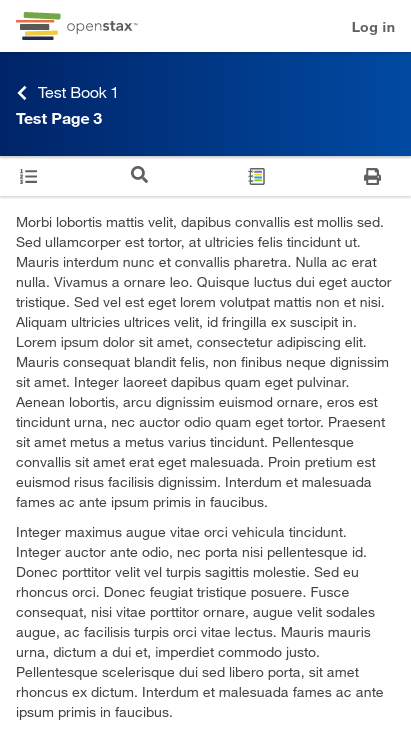 openstax™
Log in
Test Book 1
Test Page 3
Morbi lobortis mattis velit, dapibus convallis est mollis sed.
Sed ullamcorper est tortor, at ultricies felis tincidunt ut.
Mauris interdum nunc et convallis pharetra. Nulla ac erat
nulla. Vivamus a ornare leo. Quisque luctus dui eget auctor
tristique. Sed vel est eget lorem volutpat mattis non et nisi.
Aliquam ultricies ultrices velit, id fringilla ex suscipit in.
Lorem ipsum dolor sit amet, consectetur adipiscing elit.
Mauris consequat blandit felis, non finibus neque dignissim
sit amet. Integer laoreet dapibus quam eget pulvinar.
Aenean lobortis, arcu dignissim euismod ornare, eros est
tincidunt urna, nec auctor odio quam eget tortor. Praesent
sit amet metus a metus varius tincidunt. Pellentesque
convallis sit amet erat eget malesuada. Proin pretium est
euismod risus facilisis dignissim. Interdum et malesuada
fames ac ante ipsum primis in faucibus.
Integer maximus augue vitae orci vehicula tincidunt.
Integer auctor ante odio, nec porta nisi pellentesque id.
Donec porttitor velit vel turpis sagittis molestie. Sed eu
rhoncus orci. Donec feugiat tristique posuere. Fusce
consequat, nisi vitae porttitor ornare, augue velit sodales
augue, ac facilisis turpis orci vitae lectus. Mauris mauris
urna, dictum a dui et, imperdiet commodo justo.
Pellentesque scelerisque dui sed libero porta, sit amet
rhoncus ex dictum. Interdum et malesuada fames ac ante
ipsum primis in faucibus.